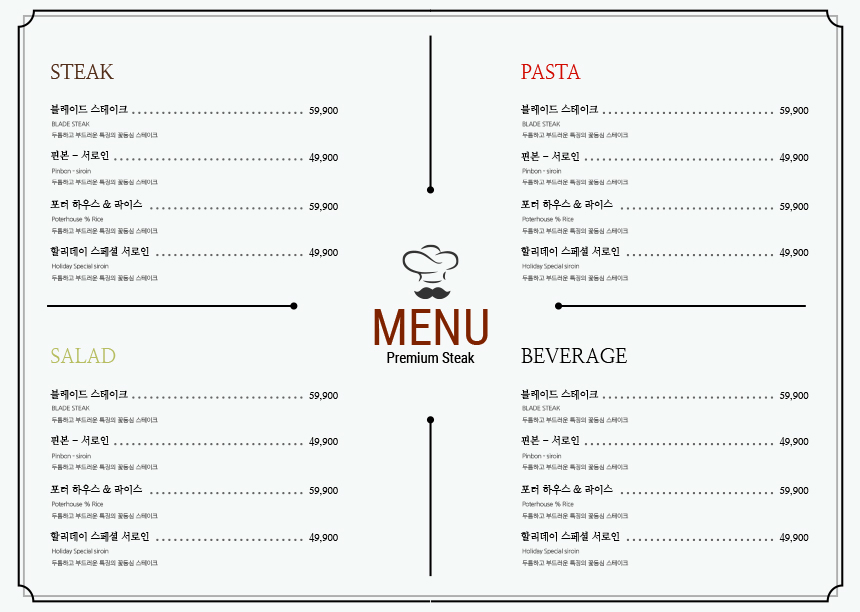 STEAK
블레이드 스테이크 59,900
BLADE STEAK
두툼하고 부드러운 특징의 꽃등심 스테이크
핀본 – 서로인 49,900
Pinbon - siroin
두툼하고 부드러운 특징의 꽃등심 스테이크
포터 하우스 & 라이스 59,900
Poterhouse % Rice
두툼하고 부드러운 특징의 꽃등심 스테이크
할리데이 스페셜 서로인 49,900
Holiday Special siroin
두툼하고 부드러운 특징의 꽃등심 스테이크
PASTA
블레이드 스테이크 59,900
BLADE STEAK
두툼하고 부드러운 특징의 꽃등심 스테이크
핀본 – 서로인 49,900
Pinbon - siroin
두툼하고 부드러운 특징의 꽃등심 스테이크
포터 하우스 & 라이스 59,900
Poterhouse % Rice
두툼하고 부드러운 특징의 꽃등심 스테이크
할리데이 스페셜 서로인 49,900
Holiday Special siroin
두툼하고 부드러운 특징의 꽃등심 스테이크
MENU
Premium Steak
SALAD
블레이드 스테이크 59,900
BLADE STEAK
두툼하고 부드러운 특징의 꽃등심 스테이크
핀본 – 서로인 49,900
Pinbon - siroin
두툼하고 부드러운 특징의 꽃등심 스테이크
포터 하우스 & 라이스 59,900
Poterhouse % Rice
두툼하고 부드러운 특징의 꽃등심 스테이크
할리데이 스페셜 서로인 49,900
Holiday Special siroin
두툼하고 부드러운 특징의 꽃등심 스테이크
BEVERAGE
블레이드 스테이크 59,900
BLADE STEAK
두툼하고 부드러운 특징의 꽃등심 스테이크
핀본 – 서로인 49,900
Pinbon - siroin
두툼하고 부드러운 특징의 꽃등심 스테이크
포터 하우스 & 라이스 59,900
Poterhouse % Rice
두툼하고 부드러운 특징의 꽃등심 스테이크
할리데이 스페셜 서로인 49,900
Holiday Special siroin
두툼하고 부드러운 특징의 꽃등심 스테이크